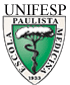 UNIFESP
PAULISTA
ESCOLA
MEDICINA
1933